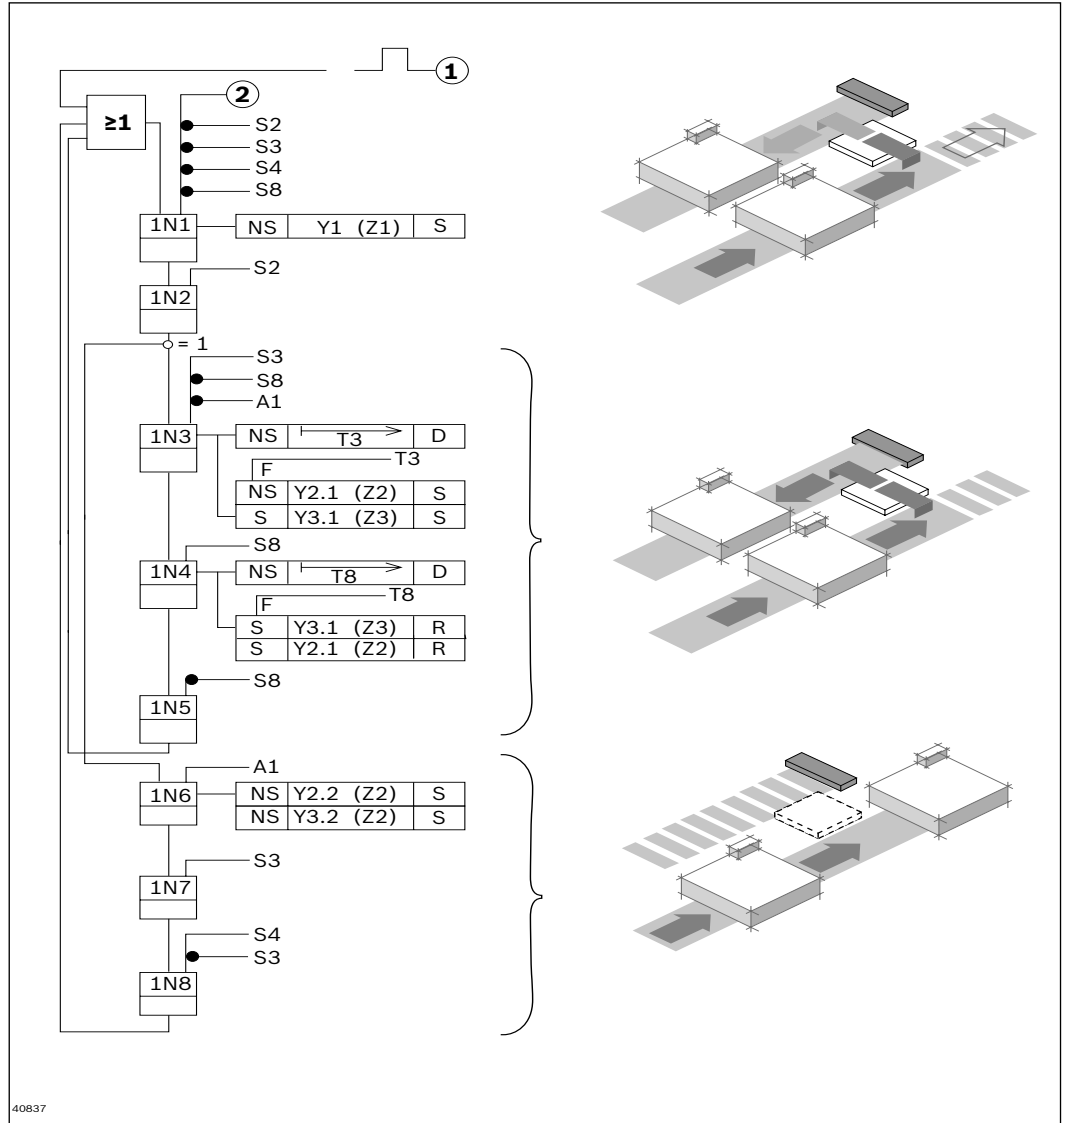 1
2
≥1
S2
S3
S4
S8
1N1 NS Y1 (Z1) S
S2
1N2
= 1
S3
S8
A1
1N3 NS T3 D
T3
F
NS Y2.1 (Z2) S
S Y3.1 (Z3) S
S8
1N4 NS T8 D
T8
F
S Y3.1 (Z3) R
S Y2.1 (Z2) R
S8
1N5
A1
1N6 NS Y2.2 (Z2) S
NS Y3.2 (Z2) S
S3
1N7
S4
S3
1N8
40837